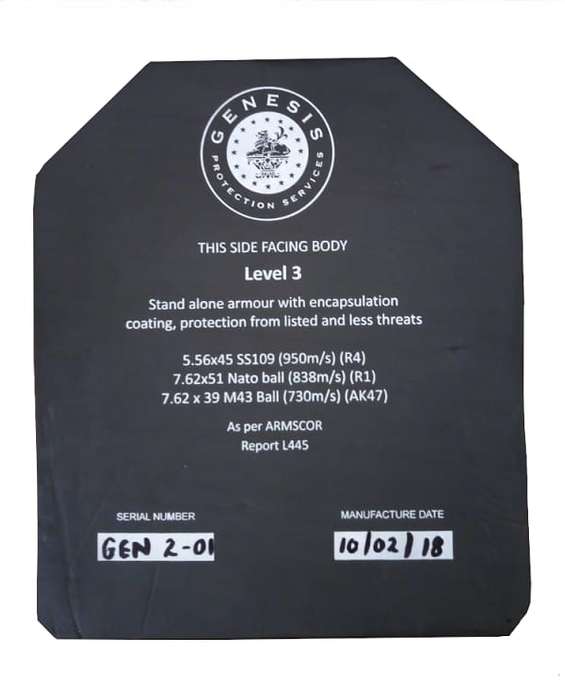 GENESIS
PROTECTION SERVICES
THIS SIDE FACING BODY
Level 3
Stand alone armour with encapsulation
coating, protection from listed and less threats
5.56x45 SS109 (950m/s) (R4)
7.62x51 Nato ball (838m/s) (R1)
7.62 x 39 M43 Ball (730m/s) (AK47)
As per ARMSCOR
Report L445
SERIAL NUMBER
GEN 2-01
MANUFACTURE DATE
10/02/18